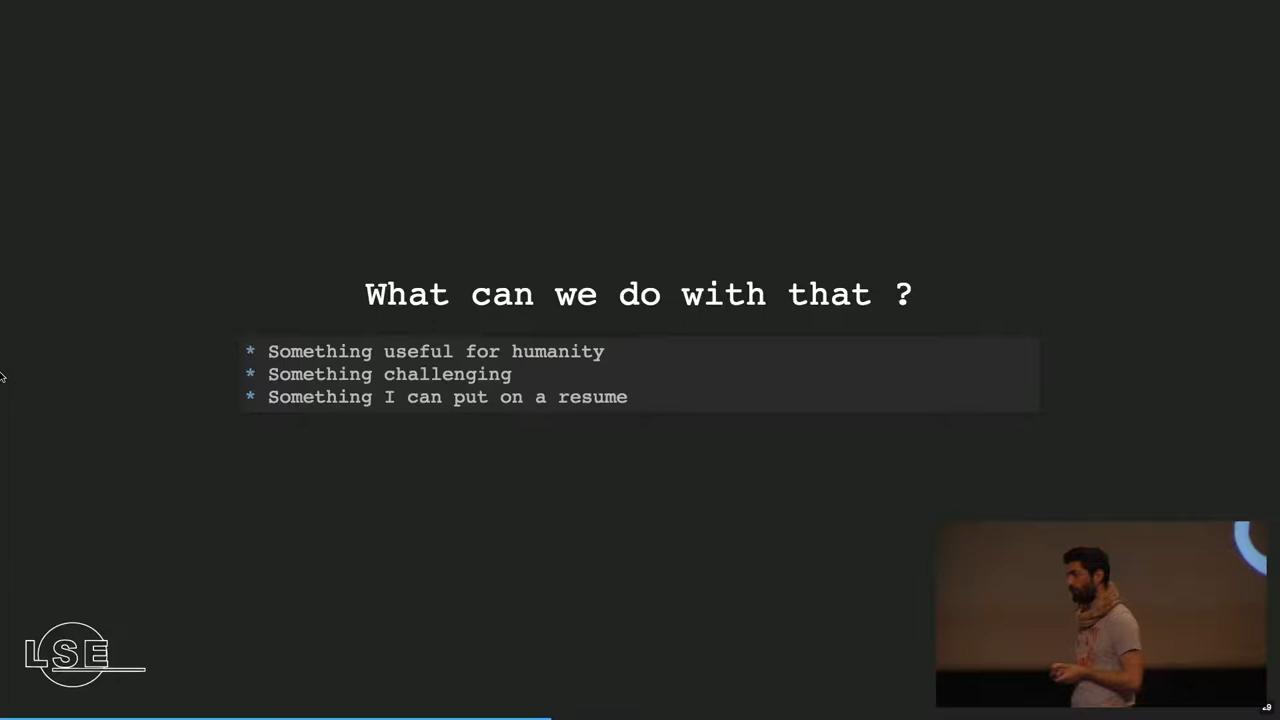 What can we do with that ?
* Something useful for humanity
* Something challenging
* Something I can put on a resume
LSE